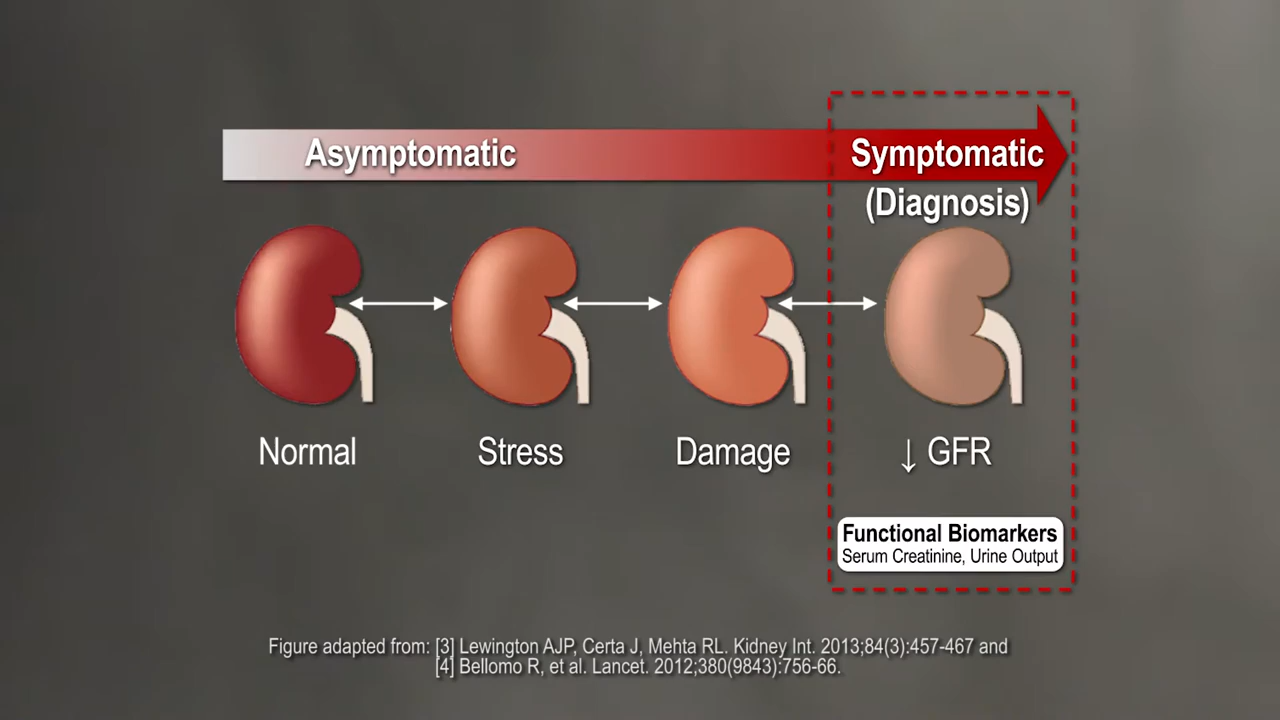 Asymptomatic
Symptomatic
(Diagnosis)
Normal
Stress
Damage
↓ GFR
Functional Biomarkers
Serum Creatinine, Urine Output
Figure adapted from: [3] Lewington AJP, Certa J, Mehta RL. Kidney Int. 2013;84(3):457-467 and
[4] Bellomo R, et al. Lancet. 2012;380(9843):756-66.